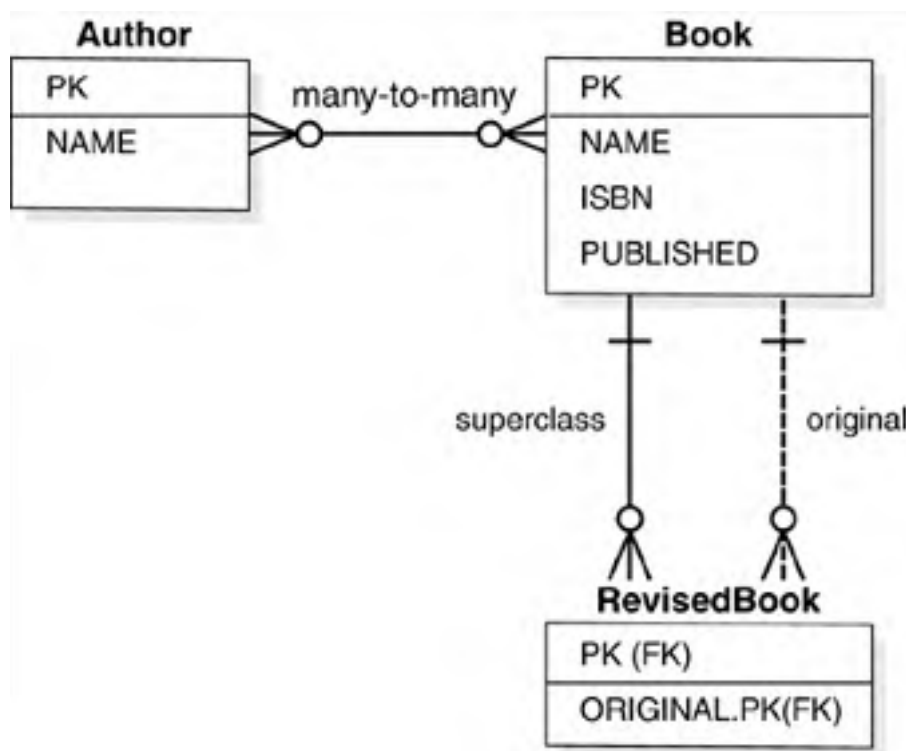 Author
PK
NAME
many-to-many
Book
PK
NAME
ISBN
PUBLISHED
superclass
original
RevisedBook
PK (FK)
ORIGINAL.PK(FK)